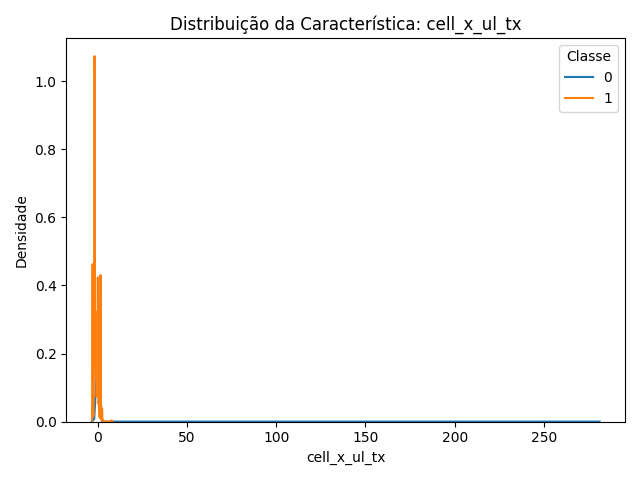 Distribuição da Característica: cell_x_ul_tx
Classe
0
1
Densidade
1.0
0.8
0.6
0.4
0.2
0.0
0 50 100 150 200 250
cell_x_ul_tx